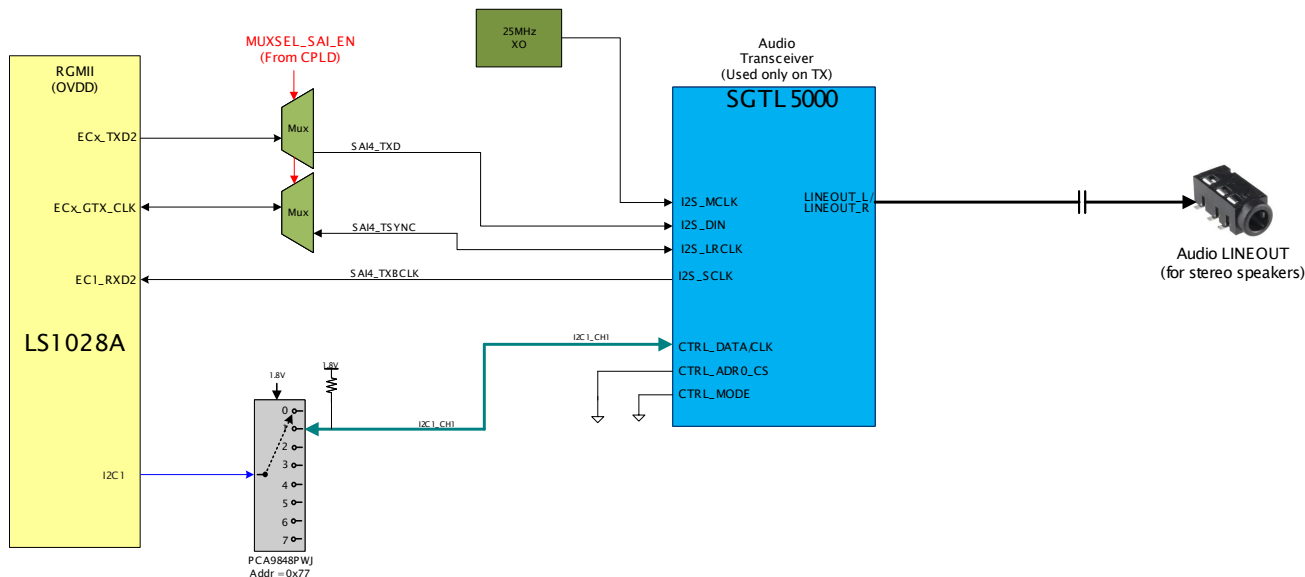 MUXSEL_SAI_EN
(From CPLD)
25MHz
XO
Audio
Transceiver
(Used only on TX)
SGTL5000
RGMII
(OVDD)
Mux
ECx_TXD2
SAI4_TXD
ECx_GTX_CLK
Mux
SAI4_TSYNC
EC1_RXD2
SAI4_TXBCLK
I2S_MCLK
I2S_DIN
I2S_LRCLK
I2S_SCLK
LINEOUT_L/
LINEOUT_R
Audio LINEOUT
(for stereo speakers)
LS1028A
I2C1_CH1
CTRL_DATA/CLK
CTRL_ADR0_CS
CTRL_MODE
1.8V
1.8V
I2C1_CH1
0
1
2
3
4
5
6
7
I2C1
PCA9848PWJ
Addr =0x77